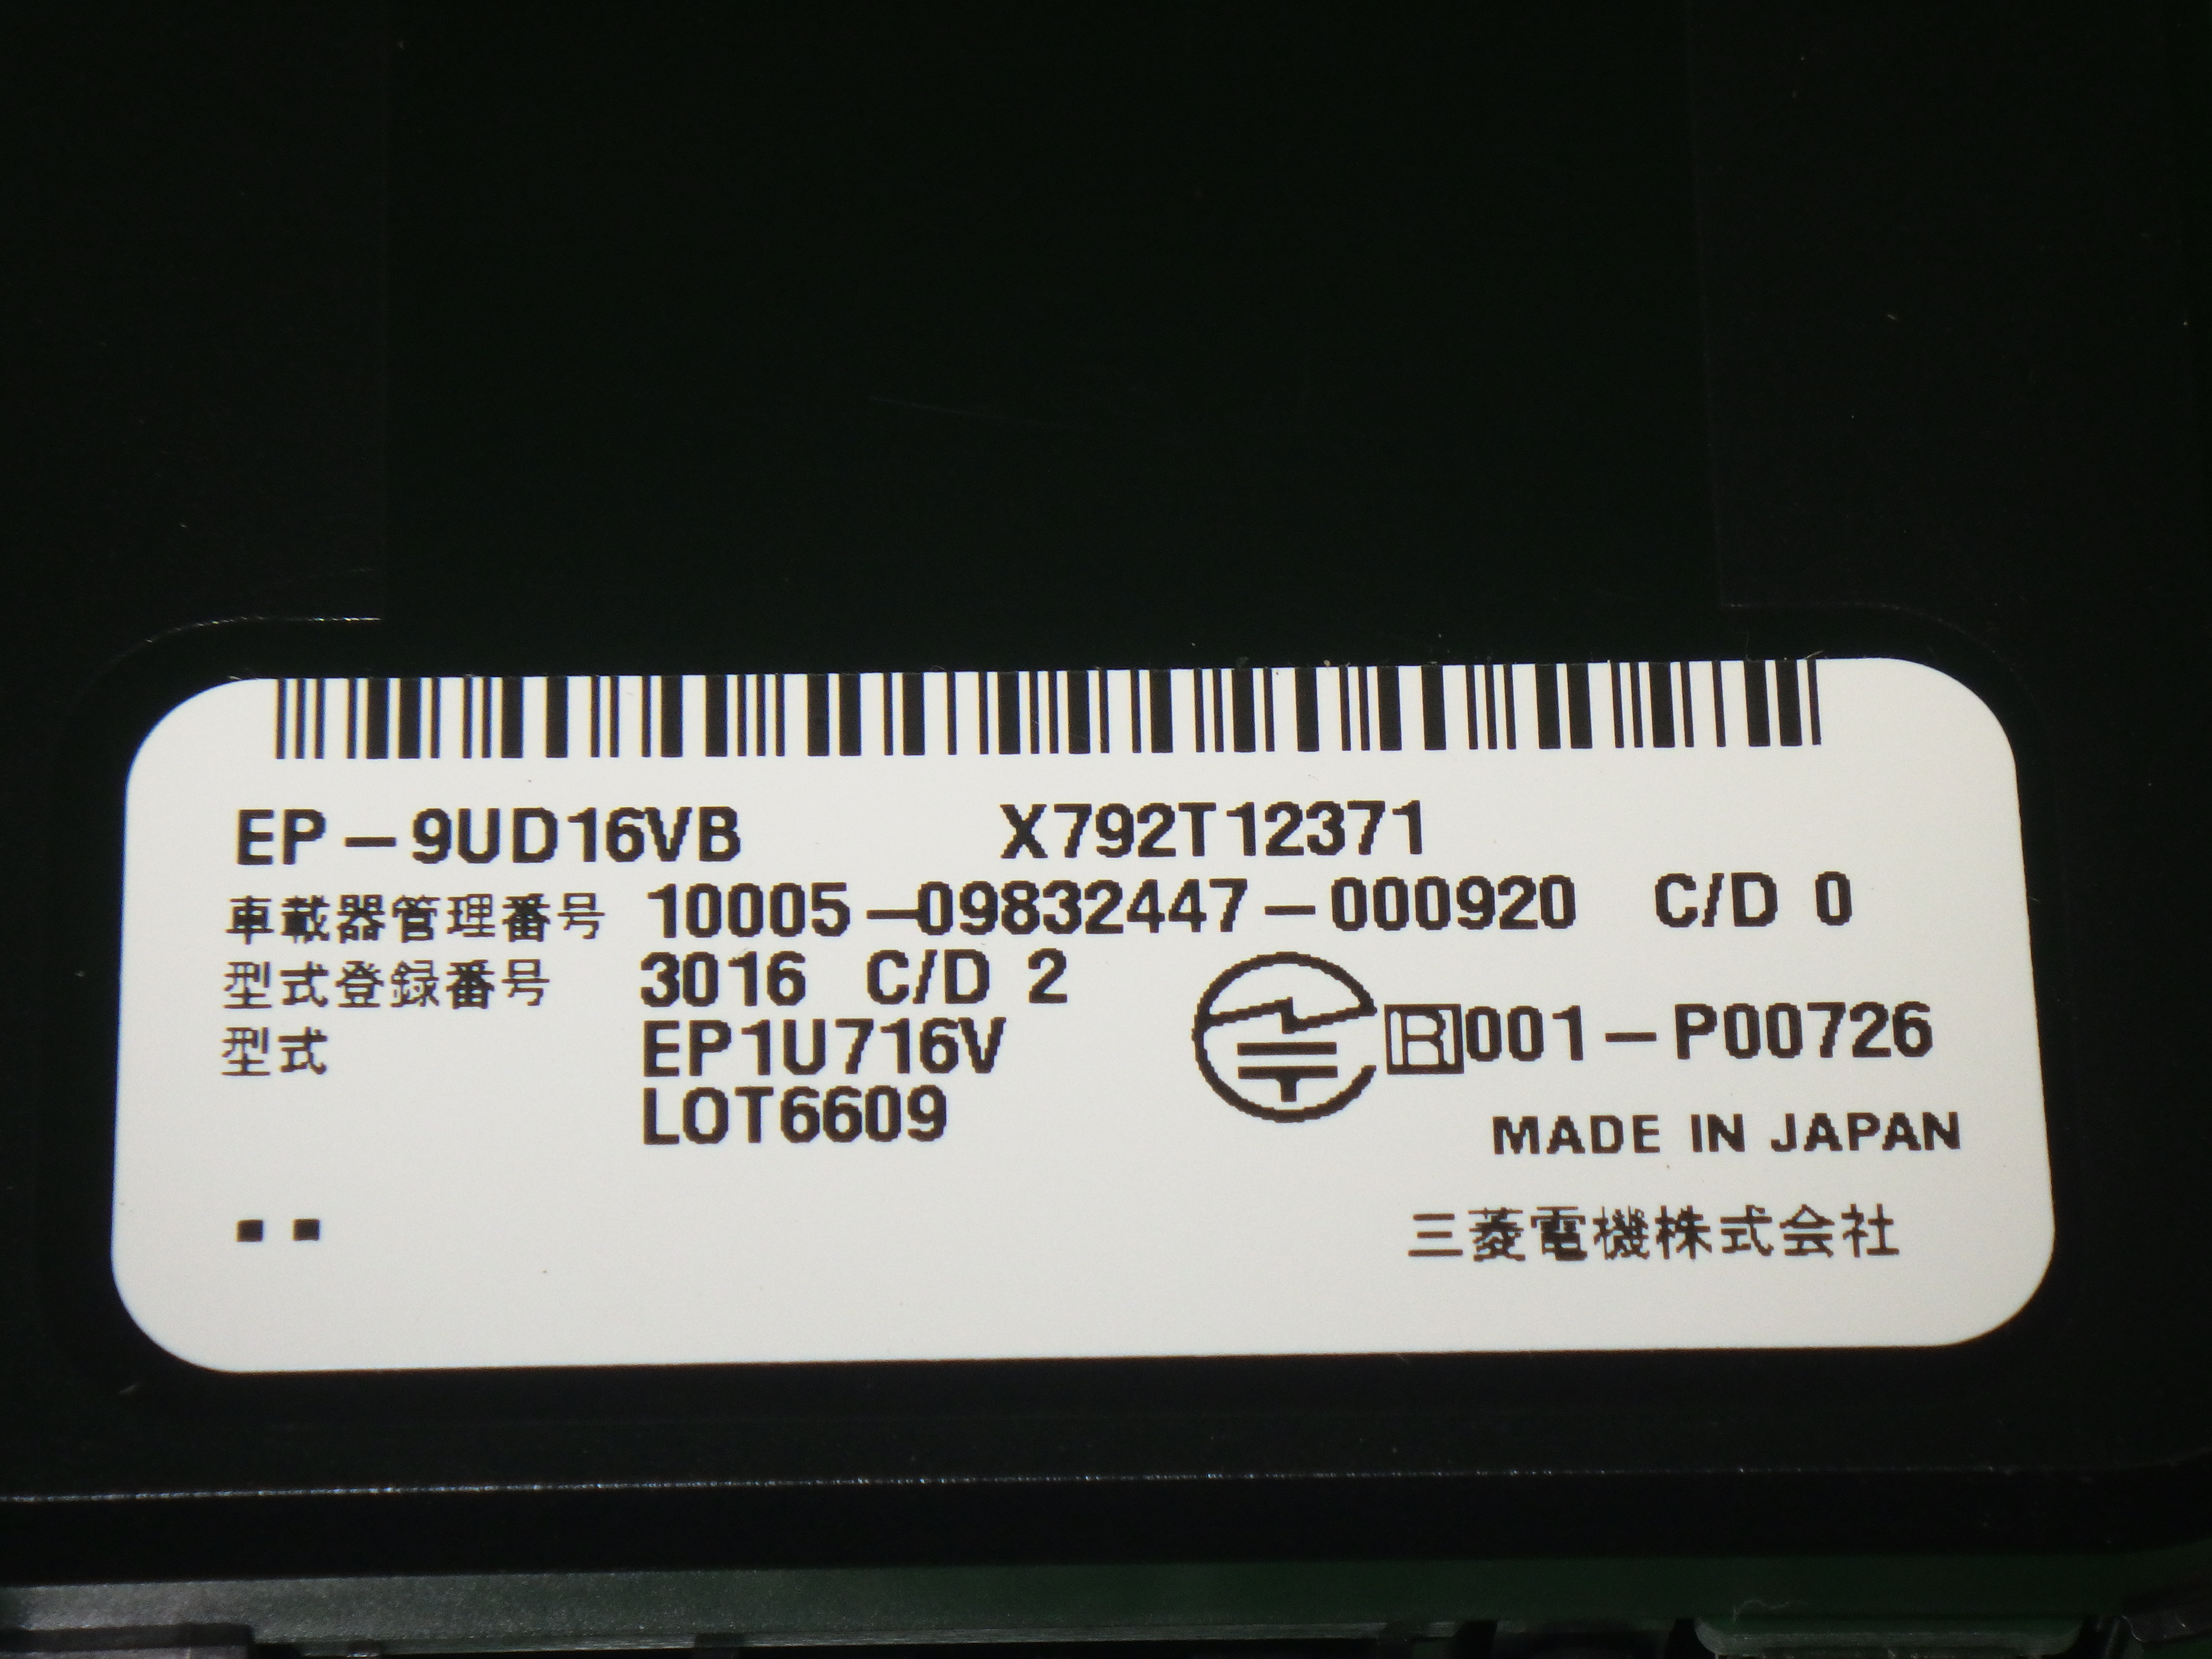 EP-9UD16VB X792T12371
車載器管理番号 10005-09832447-000920 C/D 0
型式登録番号 3016 C/D 2
型式 EP1U716V
R 001-P00726
LOT6609
MADE IN JAPAN
三菱電機株式会社